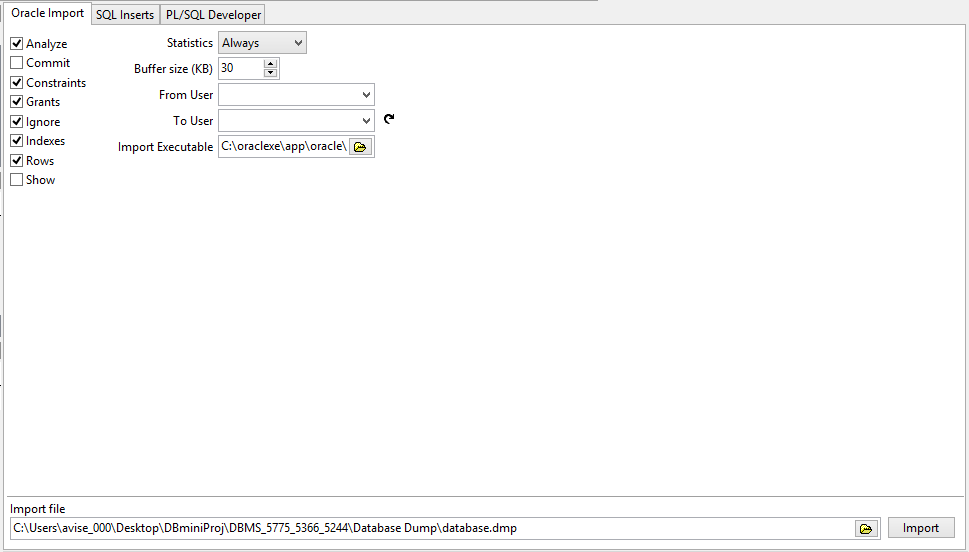 Oracle Import SQL Inserts PL/SQL Developer
Analyze
Commit
Constraints
Grants
Ignore
Indexes
Rows
Show
Statistics Always
Buffer size (KB) 30
From User
To User
Import Executable C:\oraclexe\app\oracle\
Import file
C:\Users\avise_000\Desktop\DBminiProj\DBMS_5775_5366_5244\Database Dump\database.dmp Import